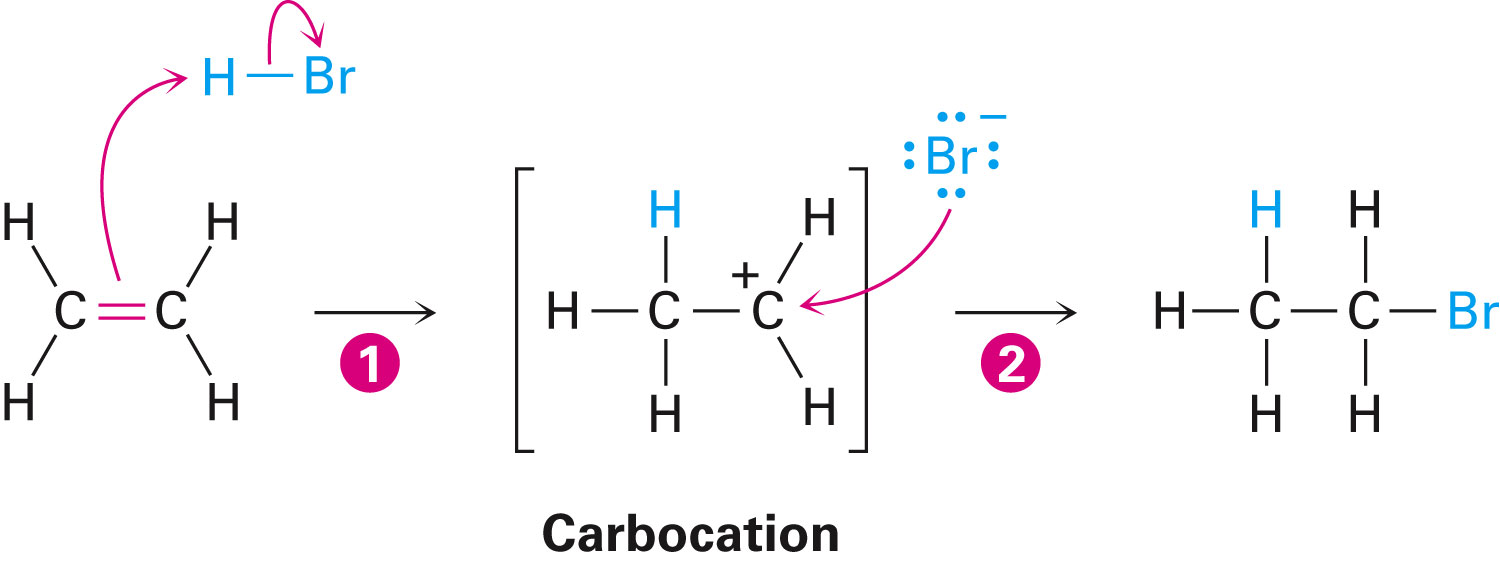 H—Br
:Br:−
H H H H H H
C=C 1 H—C—C+ 2 H—C—C—Br
H H H H H H
Carbocation